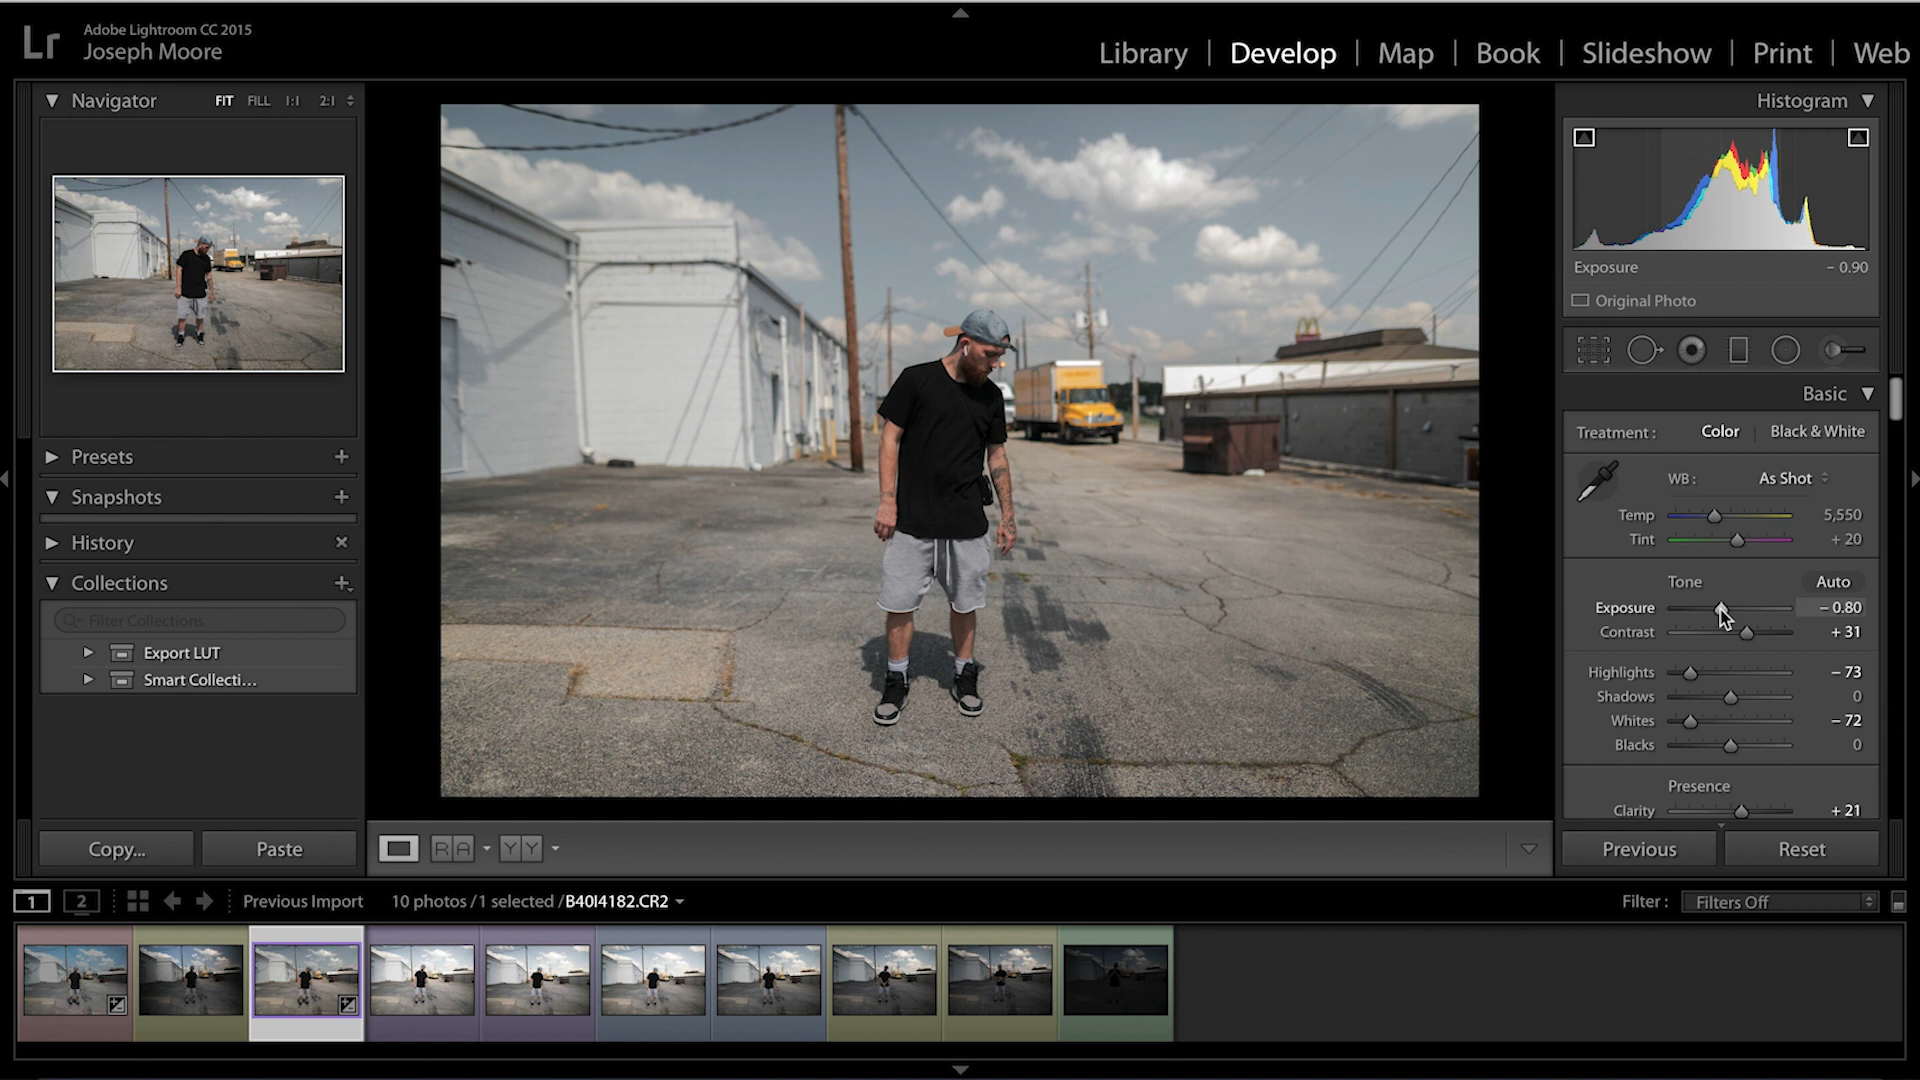 Lr
Adobe Lightroom CC 2015
Joseph Moore
Library | Develop | Map | Book | Slideshow | Print | Web
Navigator FIT FILL 1:1 2:1
Presets
Snapshots
History
Collections
Filter Collections
Export LUT
Smart Collecti...
Copy... Paste
R A Y Y
Histogram
Exposure - 0.90
Original Photo
Basic
Treatment : Color Black & White
WB : As Shot
Temp 5,550
Tint + 20
Tone Auto
Exposure - 0.80
Contrast + 31
Highlights - 73
Shadows 0
Whites - 72
Blacks 0
Presence
Clarity + 21
Previous Reset
1 2 Previous Import 10 photos / 1 selected / B40I4182.CR2
Filter : Filters Off